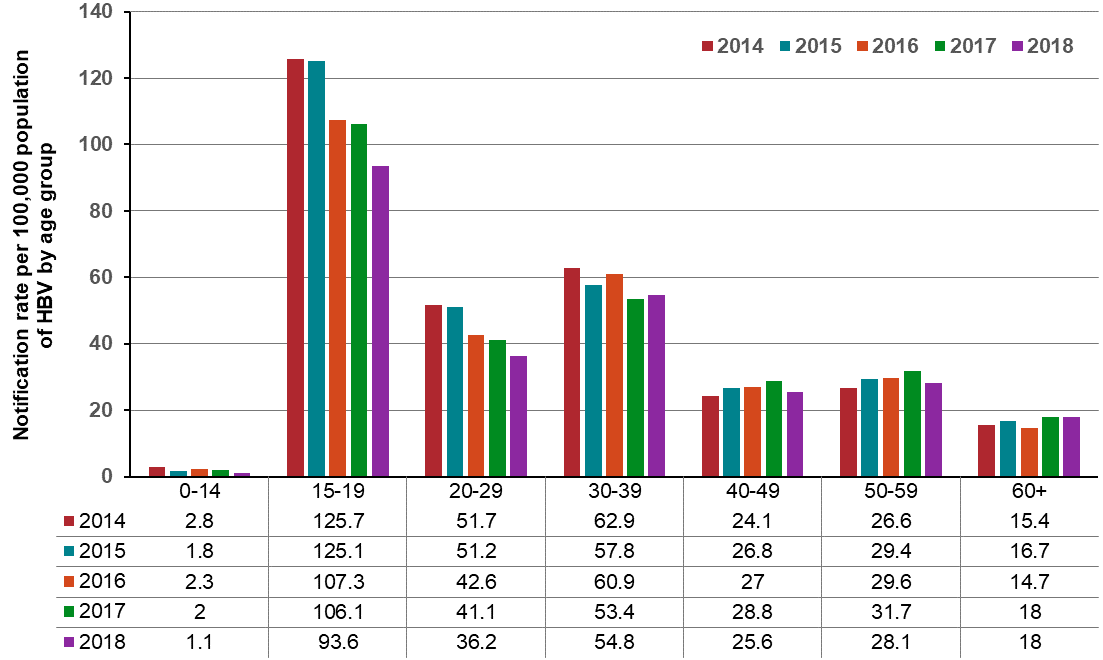 Notification rate per 100,000 population
of HBV by age group
140
120
100
80
60
40
20
0
2014 2015 2016 2017 2018
0-14 15-19 20-29 30-39 40-49 50-59 60+
2014 2.8 125.7 51.7 62.9 24.1 26.6 15.4
2015 1.8 125.1 51.2 57.8 26.8 29.4 16.7
2016 2.3 107.3 42.6 60.9 27 29.6 14.7
2017 2 106.1 41.1 53.4 28.8 31.7 18
2018 1.1 93.6 36.2 54.8 25.6 28.1 18